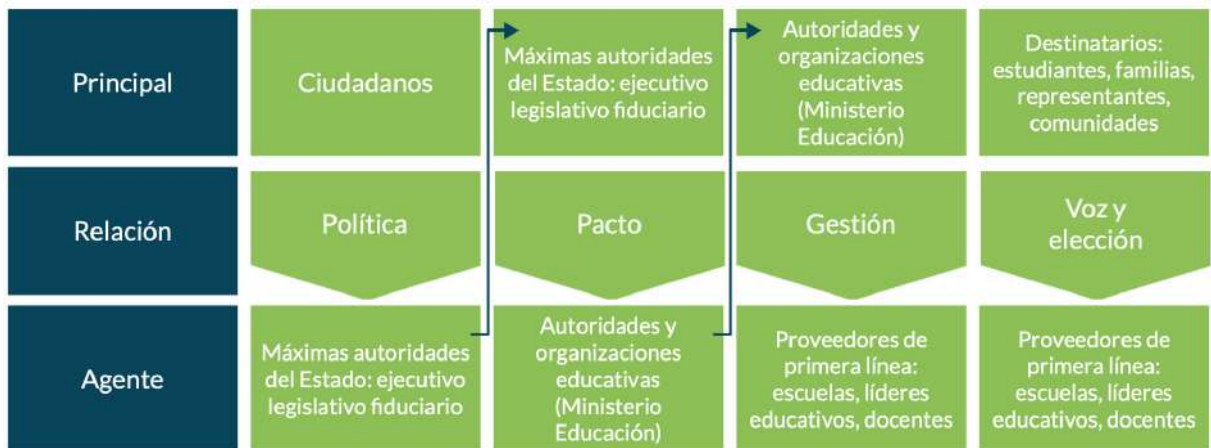 Principal
Ciudadanos
Máximas autoridades
del Estado: ejecutivo
legislativo fiduciario
Autoridades y
organizaciones
educativas
(Ministerio
Educación)
Destinatarios:
estudiantes, familias,
representantes,
comunidades
Relación
Política
Pacto
Gestión
Voz y
elección
Agente
Máximas autoridades
del Estado: ejecutivo
legislativo fiduciario
Autoridades y
organizaciones
educativas
(Ministerio
Educación)
Proveedores de
primera línea:
escuelas, líderes
educativos, docentes
Proveedores de
primera línea:
escuelas, líderes
educativos, docentes